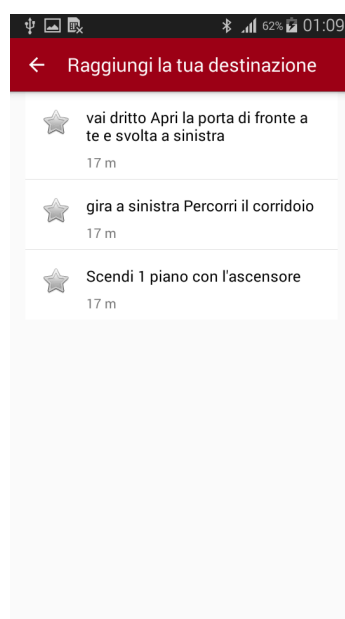 62% 01:09
Raggiungi la tua destinazione
vai dritto Apri la porta di fronte a
te e svolta a sinistra
17 m
gira a sinistra Percorri il corridoio
17 m
Scendi 1 piano con l'ascensore
17 m